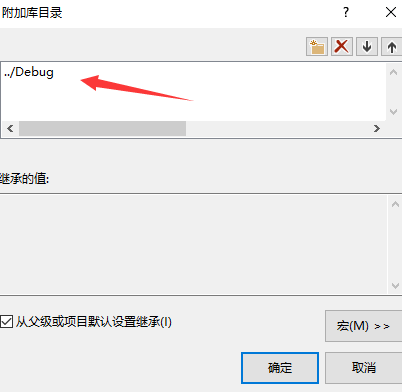 附加库目录
?
../Debug
继承的值:
从父级或项目默认设置继承(I)
宏(M) >>
确定
取消